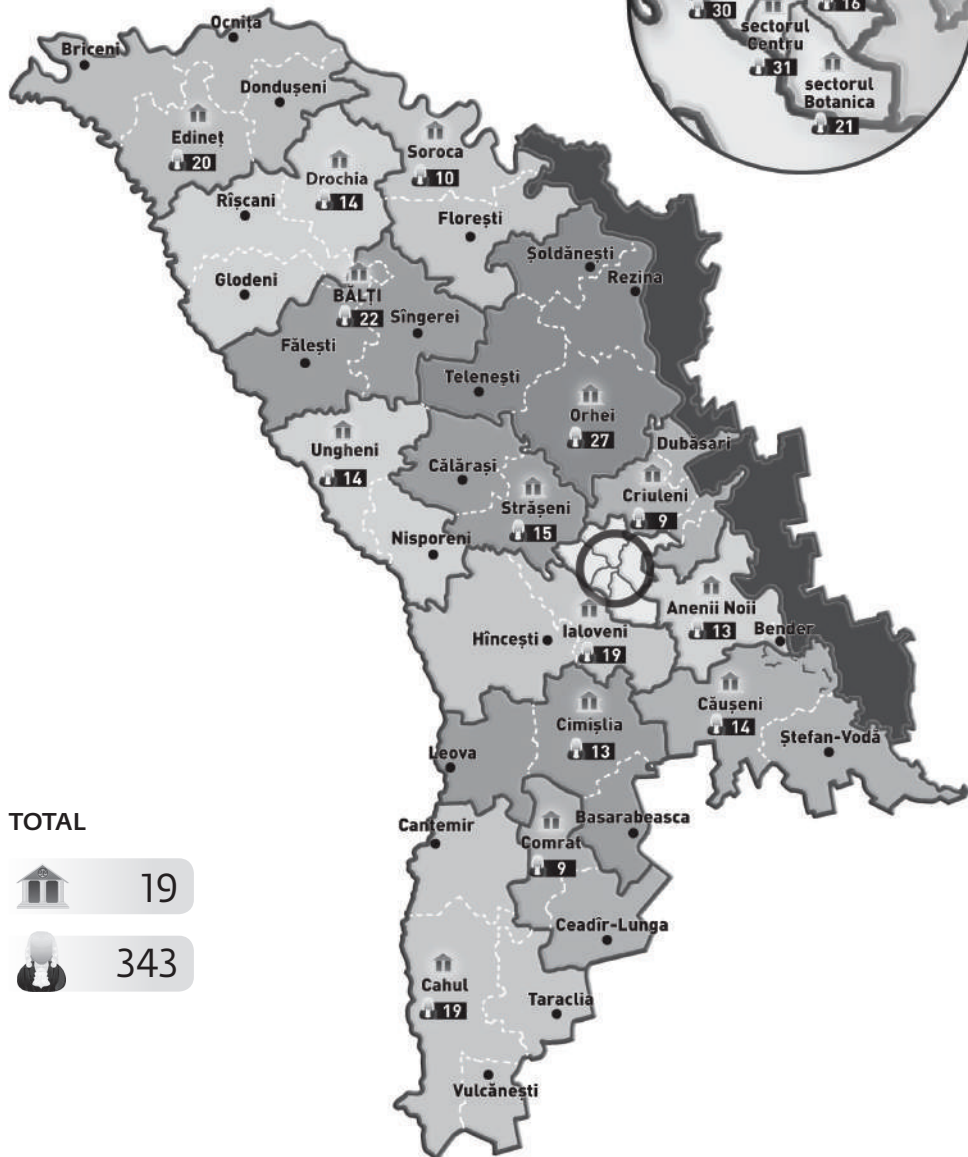 30
16
sectorul
Centru
31
sectorul
Botanica
21
Ocnița
Briceni
Dondușeni
Edineț
20
Soroca
10
Drochia
14
Rîșcani
Florești
Șoldănești
Rezina
Glodeni
BĂLȚI
22
Sîngerei
Fălești
Telenești
Orhei
27
Dubăsari
Ungheni
14
Călărași
Criuleni
9
Strășeni
15
Nisporeni
Anenii Noii
13
Bender
Ialoveni
19
Hîncești
Căușeni
14
Cimișlia
13
Ștefan-Vodă
Leova
Cantemir
Basarabeasca
Comrat
9
Ceadîr-Lunga
Cahul
19
Taraclia
Vulcănești
TOTAL
19
343